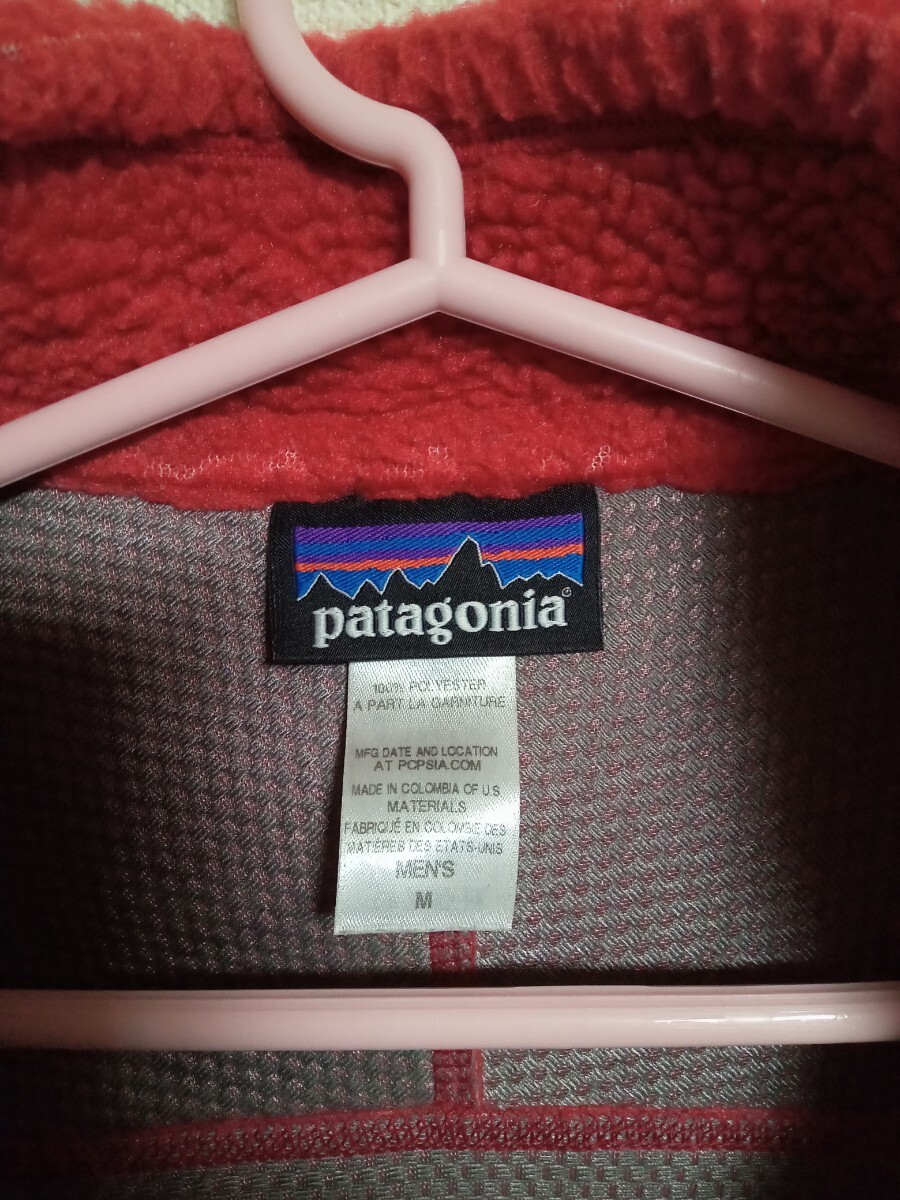 patagonia®
100% POLYESTER
A PART LA GARNITURE
MFG DATE AND LOCATION
AT PCPSIA.COM
MADE IN COLOMBIA OF U.S
MATERIALS
FABRIQUÉ EN COLOMBIE DES
MATIÈRES DES ETATS-UNIS
MEN'S
M